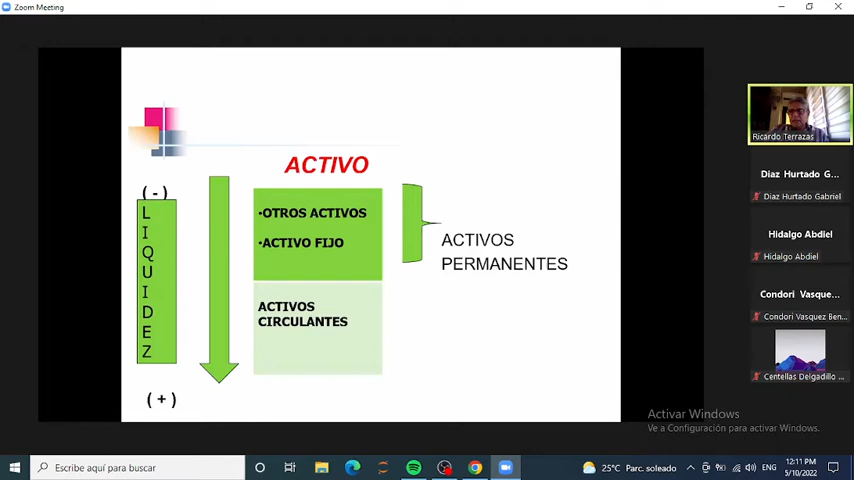 Zoom Meeting
ACTIVO
( - )
LIQUIDEZ
( + )
•OTROS ACTIVOS
•ACTIVO FIJO
ACTIVOS
CIRCULANTES
ACTIVOS
PERMANENTES
Ricardo Terrazas
Diaz Hurtado G...
Diaz Hurtado Gabriel
Hidalgo Abdiel
Hidalgo Abdiel
Condori Vasque...
Condori Vasquez Ben...
Centellas Delgadillo ...
Activar Windows
Ve a Configuración para activar Windows.
Escribe aquí para buscar
25°C Parc. soleado
ENG
12:11 PM
5/10/2022